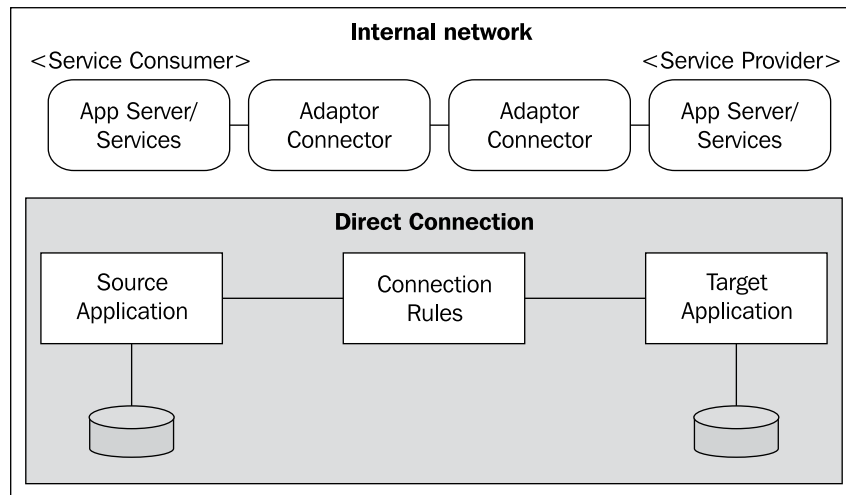 Internal network
<Service Consumer>
<Service Provider>
App Server/
Services
Adaptor
Connector
Adaptor
Connector
App Server/
Services
Direct Connection
Source
Application
Connection
Rules
Target
Application